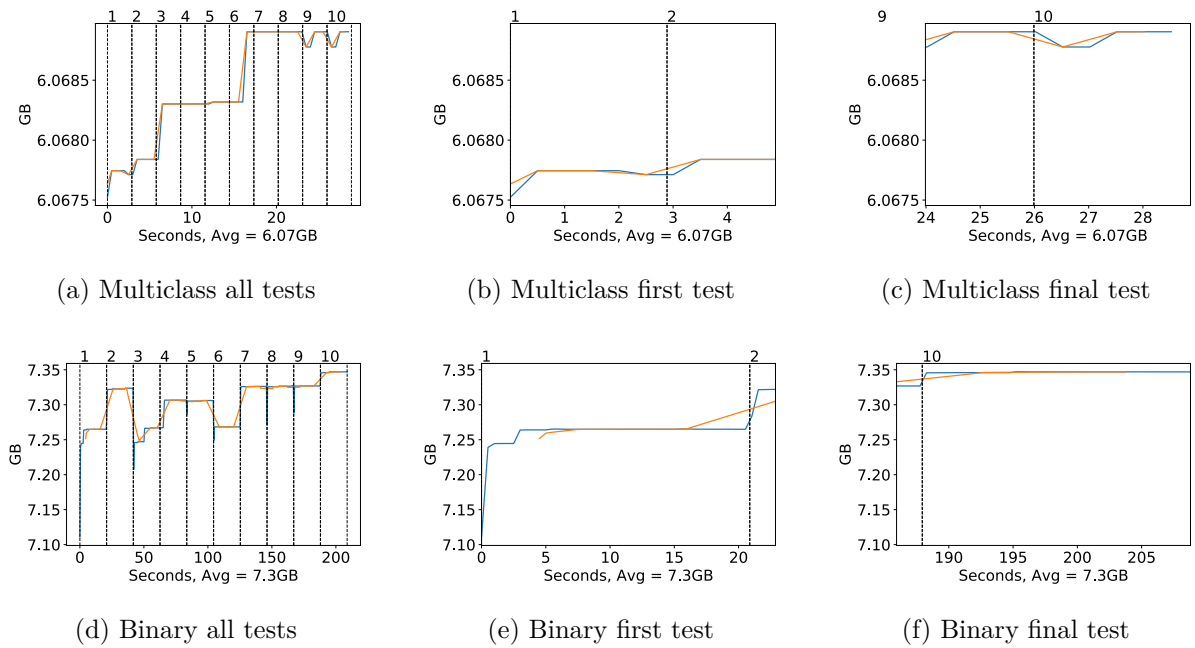 1 2 3 4 5 6 7 8 9 10
GB
6.0685
6.0680
6.0675
0 10 20
Seconds, Avg = 6.07GB
(a) Multiclass all tests
1 2
GB
6.0685
6.0680
6.0675
0 1 2 3 4
Seconds, Avg = 6.07GB
(b) Multiclass first test
9 10
GB
6.0685
6.0680
6.0675
24 25 26 27 28
Seconds, Avg = 6.07GB
(c) Multiclass final test
1 2 3 4 5 6 7 8 9 10
GB
7.35
7.30
7.25
7.20
7.15
7.10
0 50 100 150 200
Seconds, Avg = 7.3GB
(d) Binary all tests
1 2
GB
7.35
7.30
7.25
7.20
7.15
7.10
0 5 10 15 20
Seconds, Avg = 7.3GB
(e) Binary first test
10
GB
7.35
7.30
7.25
7.20
7.15
7.10
190 195 200 205
Seconds, Avg = 7.3GB
(f) Binary final test